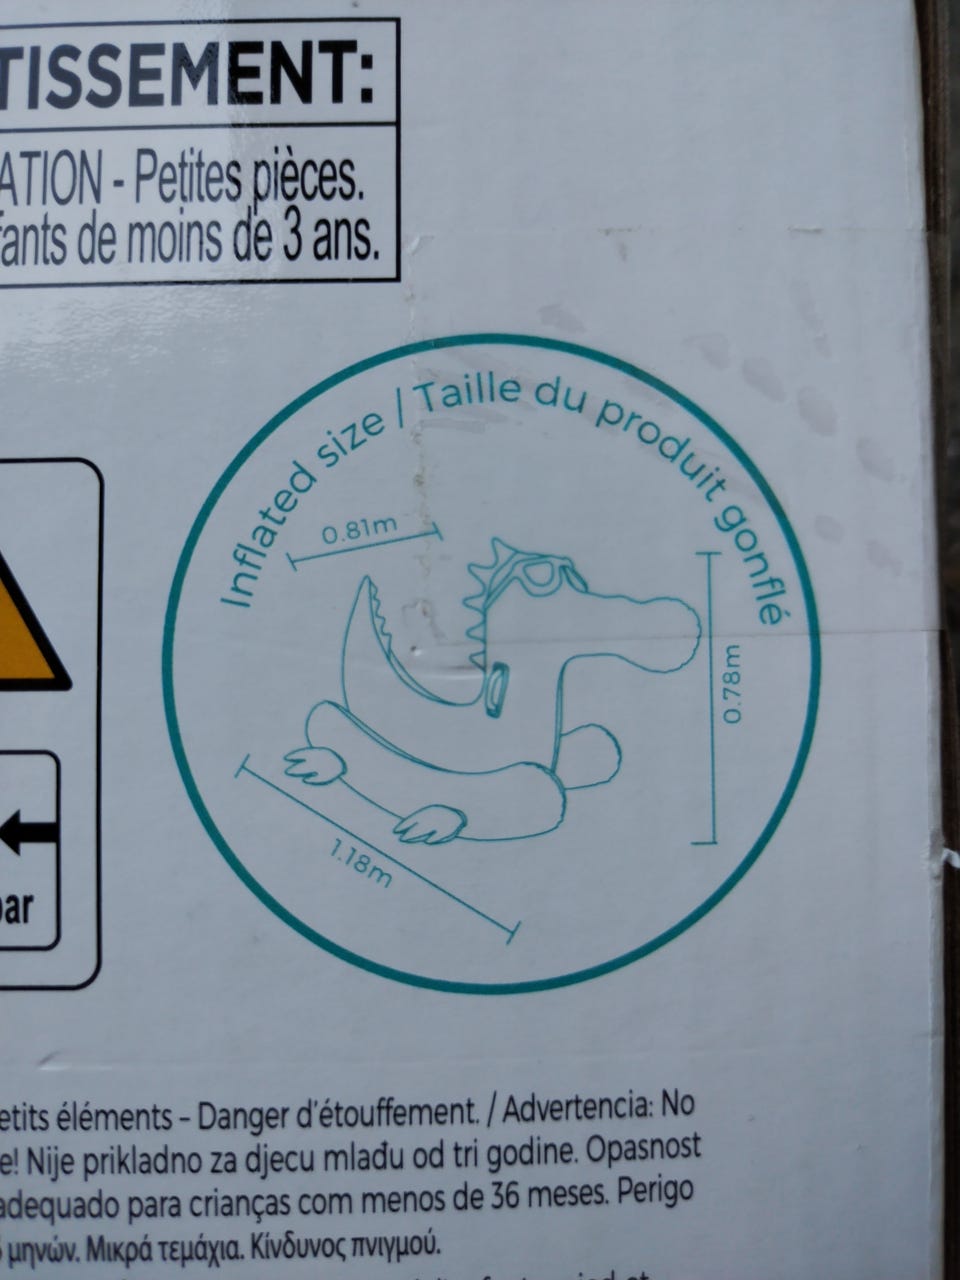 TISSEMENT:
ATION - Petites pièces.
fants de moins de 3 ans.
Inflated size / Taille du produit gonflé
0.81m
0.78m
1.18m
bar
etits éléments – Danger d'étouffement. / Advertencia: No
e! Nije prikladno za djecu mlađu od tri godine. Opasnost
adequado para crianças com menos de 36 meses. Perigo
μηνών. Μικρά τεμάχια. Κίνδυνος πνιγμού.